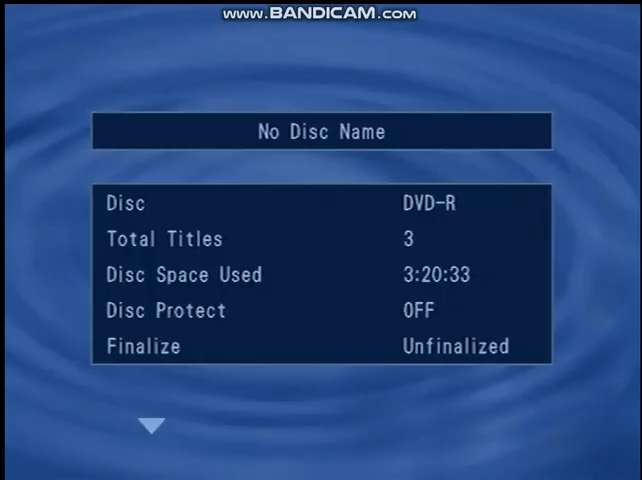 www.BANDICAM.com
No Disc Name
Disc DVD-R
Total Titles 3
Disc Space Used 3:20:33
Disc Protect OFF
Finalize Unfinalized